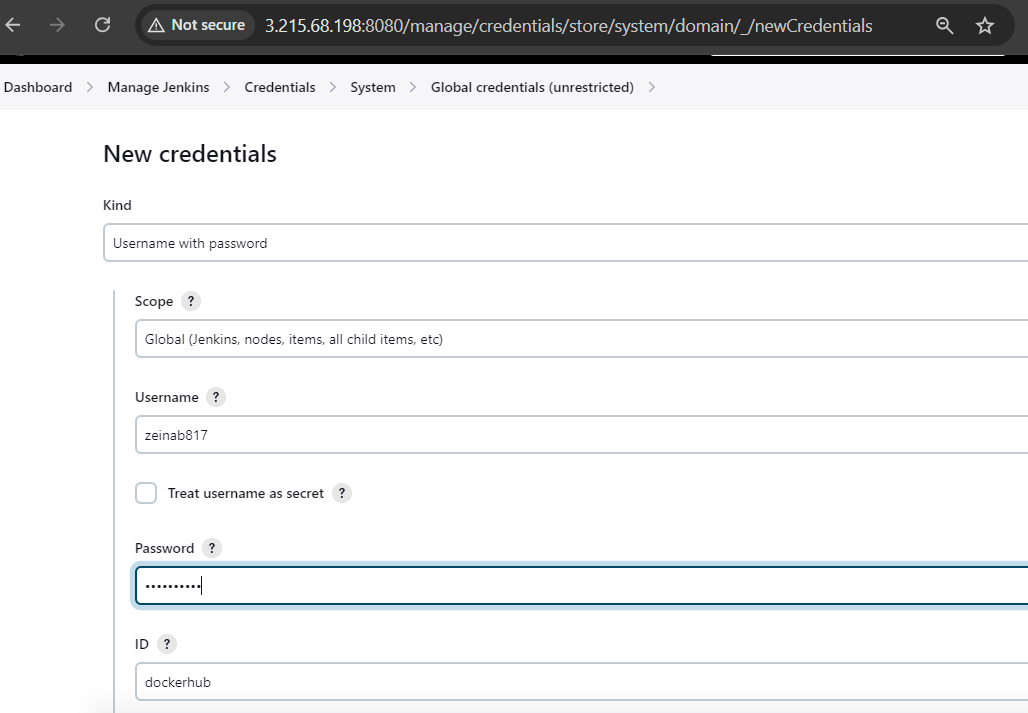 Not secure 3.215.68.198:8080/manage/credentials/store/system/domain/_/newCredentials
Dashboard > Manage Jenkins > Credentials > System > Global credentials (unrestricted) >
New credentials
Kind
Username with password
Scope ?
Global (Jenkins, nodes, items, all child items, etc)
Username ?
zeinab817
Treat username as secret ?
Password ?
••••••••••
ID ?
dockerhub